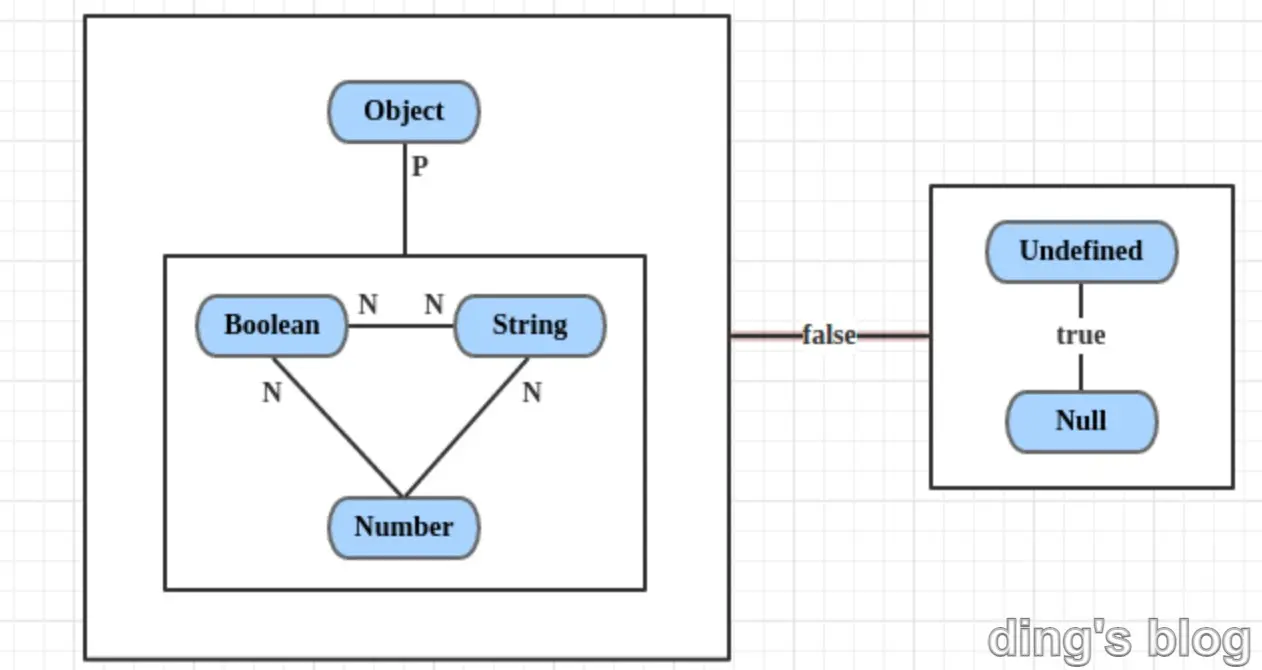 Object
P
Boolean
N
N
String
N
N
Number
false
Undefined
true
Null
ding's blog